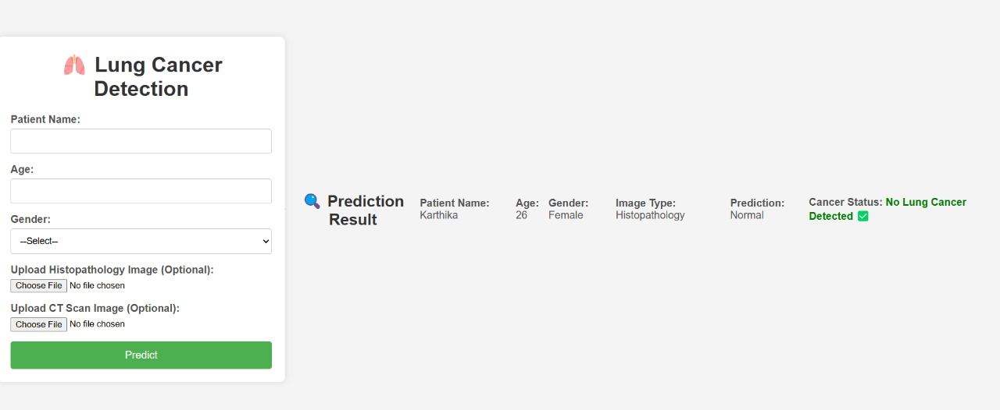 🫁 Lung Cancer
Detection
Patient Name:
Age:
Gender:
--Select--
Upload Histopathology Image (Optional):
Choose File No file chosen
Upload CT Scan Image (Optional):
Choose File No file chosen
Predict
🔍 Prediction
Result
Patient Name:
Karthika
Age:
26
Gender:
Female
Image Type:
Histopathology
Prediction:
Normal
Cancer Status: No Lung Cancer
Detected ✅